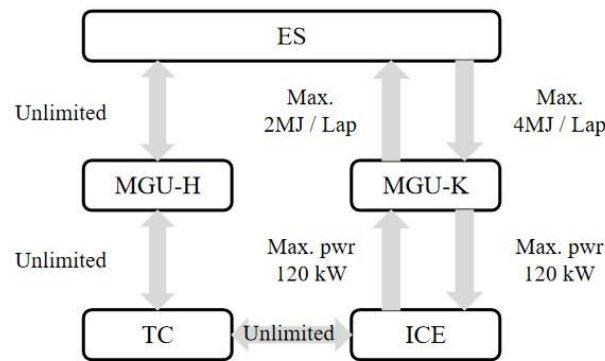 ES
Unlimited
Max.
2MJ / Lap
Max.
4MJ / Lap
MGU-H
MGU-K
Unlimited
Max. pwr
120 kW
Max. pwr
120 kW
TC
Unlimited
ICE